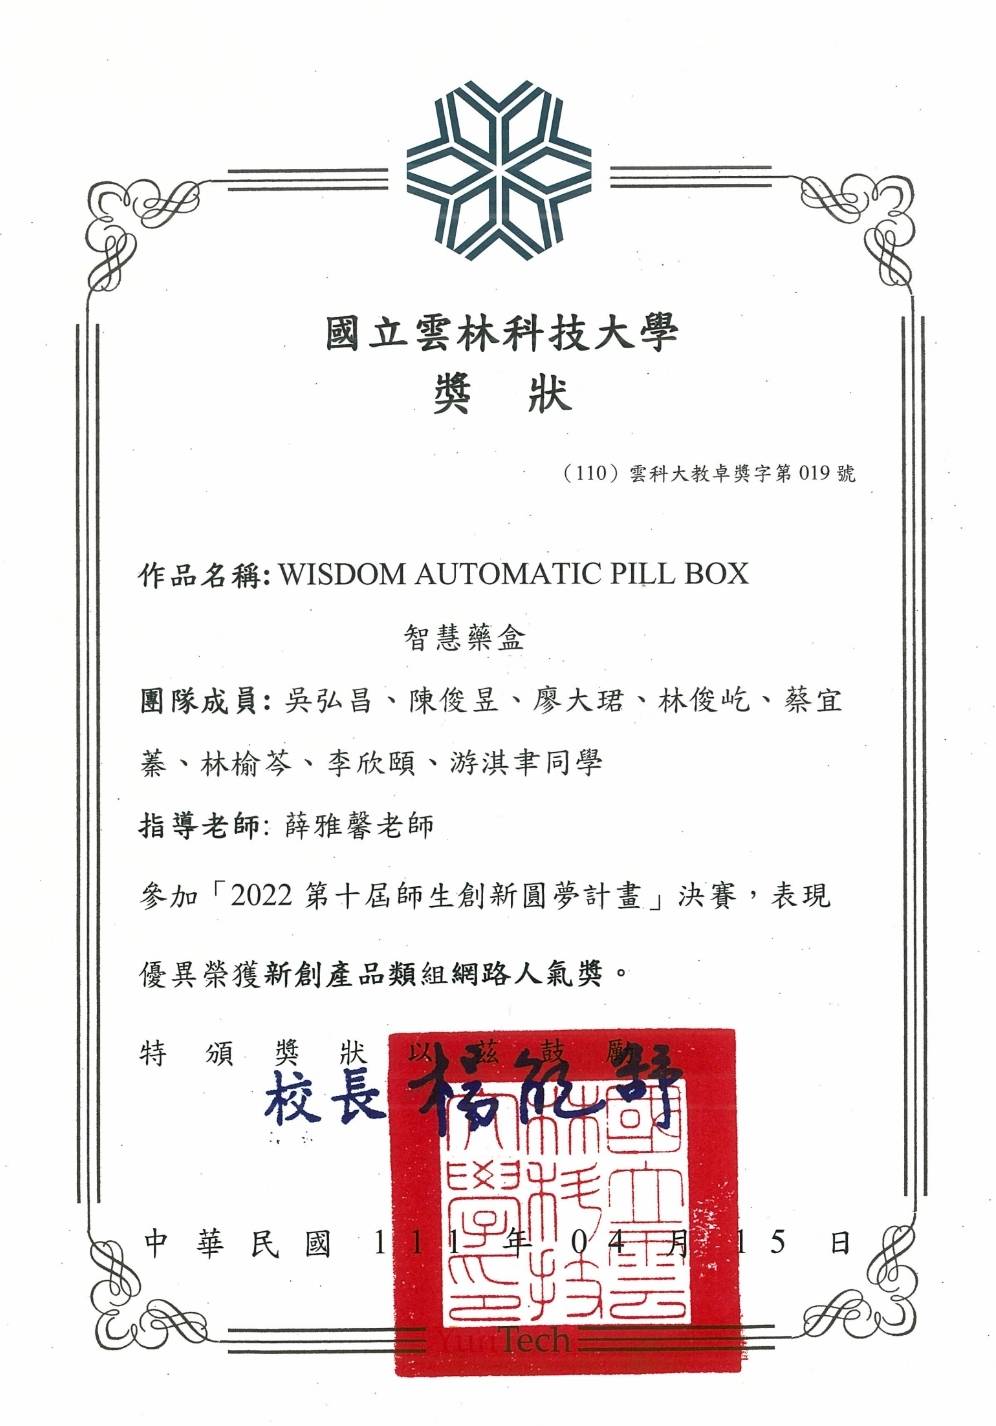 國立雲林科技大學
獎 狀
（110）雲科大教卓獎字第 019 號
作品名稱: WISDOM AUTOMATIC PILL BOX
智慧藥盒
團隊成員: 吳弘昌、陳俊昱、廖大珺、林俊屹、蔡宜
蓁、林榆芩、李欣頤、游淇聿同學
指導老師: 薛雅馨老師
參加「2022 第十屆師生創新圓夢計畫」決賽，表現
優異榮獲新創產品類組網路人氣獎。
特 頒 獎 狀 以 茲 鼓 勵
校長 楊能舒
國立雲林科技大學印
中 華 民 國 1 1 1 年 0 4 月 1 5 日
YunTech